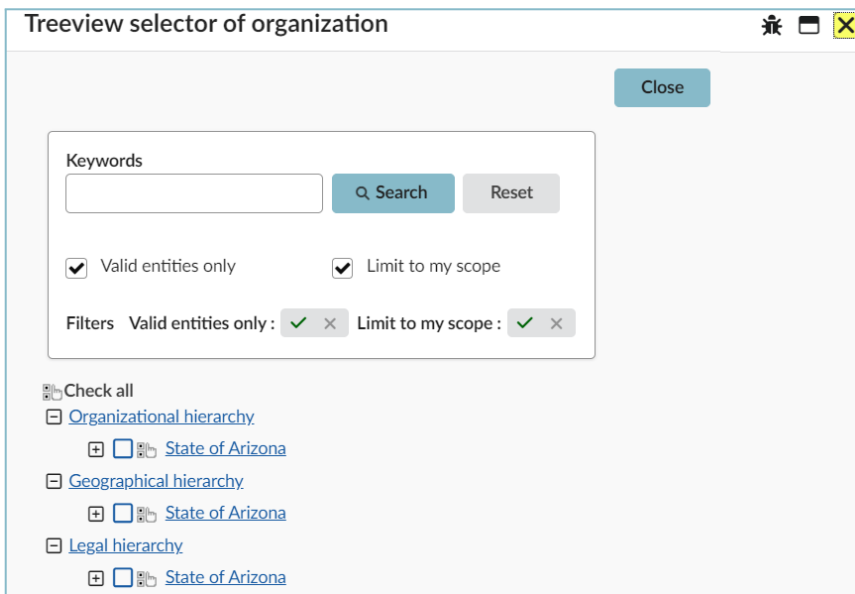 Treeview selector of organization
Close
Keywords
Search Reset
Valid entities only Limit to my scope
Filters Valid entities only : Limit to my scope :
Check all
Organizational hierarchy
State of Arizona
Geographical hierarchy
State of Arizona
Legal hierarchy
State of Arizona